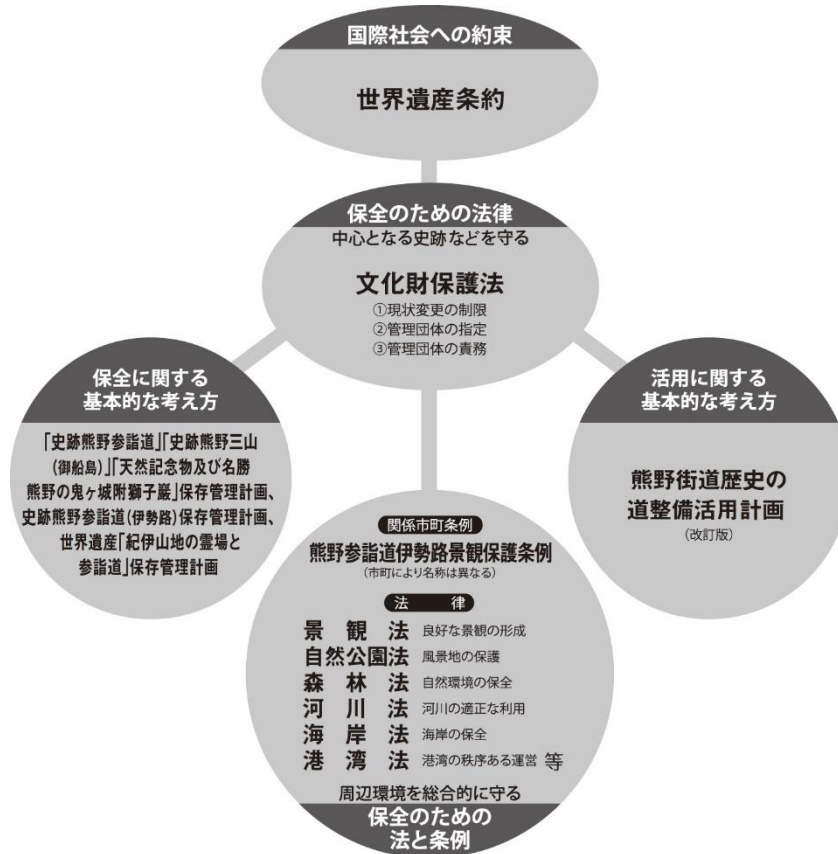 国際社会への約束
世界遺産条約
保全のための法律
中心となる史跡などを守る
文化財保護法
①現状変更の制限
②管理団体の指定
③管理団体の責務
保全に関する
基本的な考え方
「史跡熊野参詣道」「史跡熊野三山
(御船島)」「天然記念物及び名勝
熊野の鬼ヶ城附獅子巖」保存管理計画、
史跡熊野参詣道(伊勢路)保存管理計画、
世界遺産「紀伊山地の霊場と
参詣道」保存管理計画
活用に関する
基本的な考え方
熊野街道歴史の
道整備活用計画
(改訂版)
関係市町条例
熊野参詣道伊勢路景観保護条例
(市町により名称は異なる)
法 律
景観法 良好な景観の形成
自然公園法 風景地の保護
森林法 自然環境の保全
河川法 河川の適正な利用
海岸法 海岸の保全
港湾法 港湾の秩序ある運営 等
周辺環境を総合的に守る
保全のための
法と条例